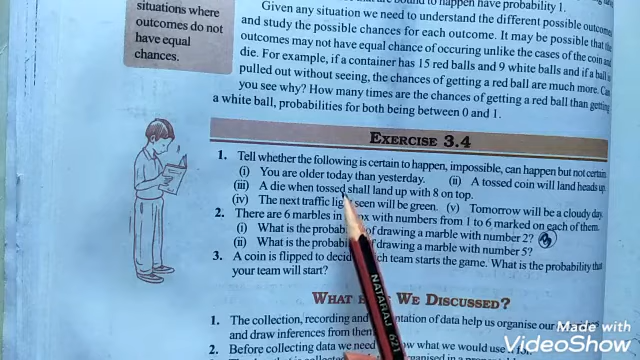 situations where
outcomes do not
have equal
chances.
to happen have probability 1.
Given any situation we need to understand the different possible outcomes
and study the possible chances for each outcome. It may be possible that the
outcomes may not have equal chance of occuring unlike the cases of the coin and
die. For example, if a container has 15 red balls and 9 white balls and if a ball is
pulled out without seeing, the chances of getting a red ball are much more. Can
you see why? How many times are the chances of getting a red ball than getting
a white ball, probabilities for both being between 0 and 1.
EXERCISE 3.4
1. Tell whether the following is certain to happen, impossible, can happen but not certain.
(i) You are older today than yesterday. (ii) A tossed coin will land heads up.
(iii) A die when tossed shall land up with 8 on top.
(iv) The next traffic seen will be green. (v) Tomorrow will be a cloudy day.
2. There are 6 marbles in box with numbers from 1 to 6 marked on each of them.
(i) What is the of drawing a marble with number 2?
(ii) What is the of drawing a marble with number 5?
3. A coin is flipped to team starts the game. What is the probability that
your team will start?
WHAT WE DISCUSSED?
1. The collection, recording and of data help us organise our
and draw inferences from
2. Before collecting data we need what we would use
Made with
VideoShow
NATARAJ 621